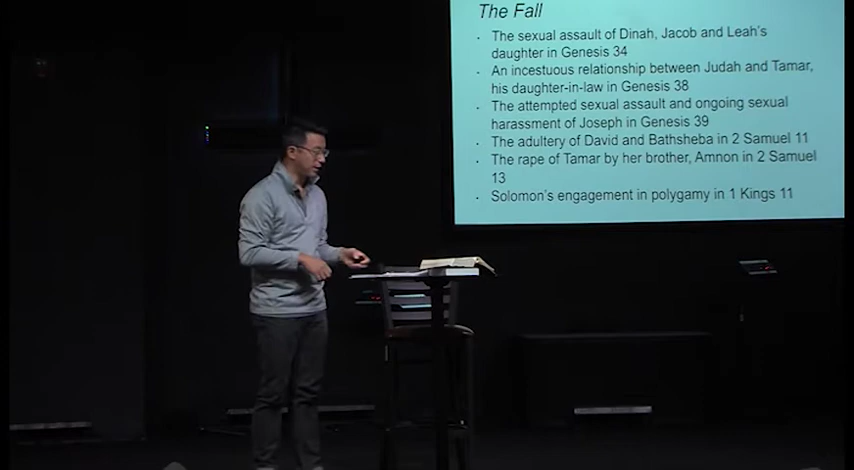 The Fall
· The sexual assault of Dinah, Jacob and Leah's
daughter in Genesis 34
· An incestuous relationship between Judah and Tamar,
his daughter-in-law in Genesis 38
· The attempted sexual assault and ongoing sexual
harassment of Joseph in Genesis 39
· The adultery of David and Bathsheba in 2 Samuel 11
· The rape of Tamar by her brother, Amnon in 2 Samuel
13
· Solomon's engagement in polygamy in 1 Kings 11